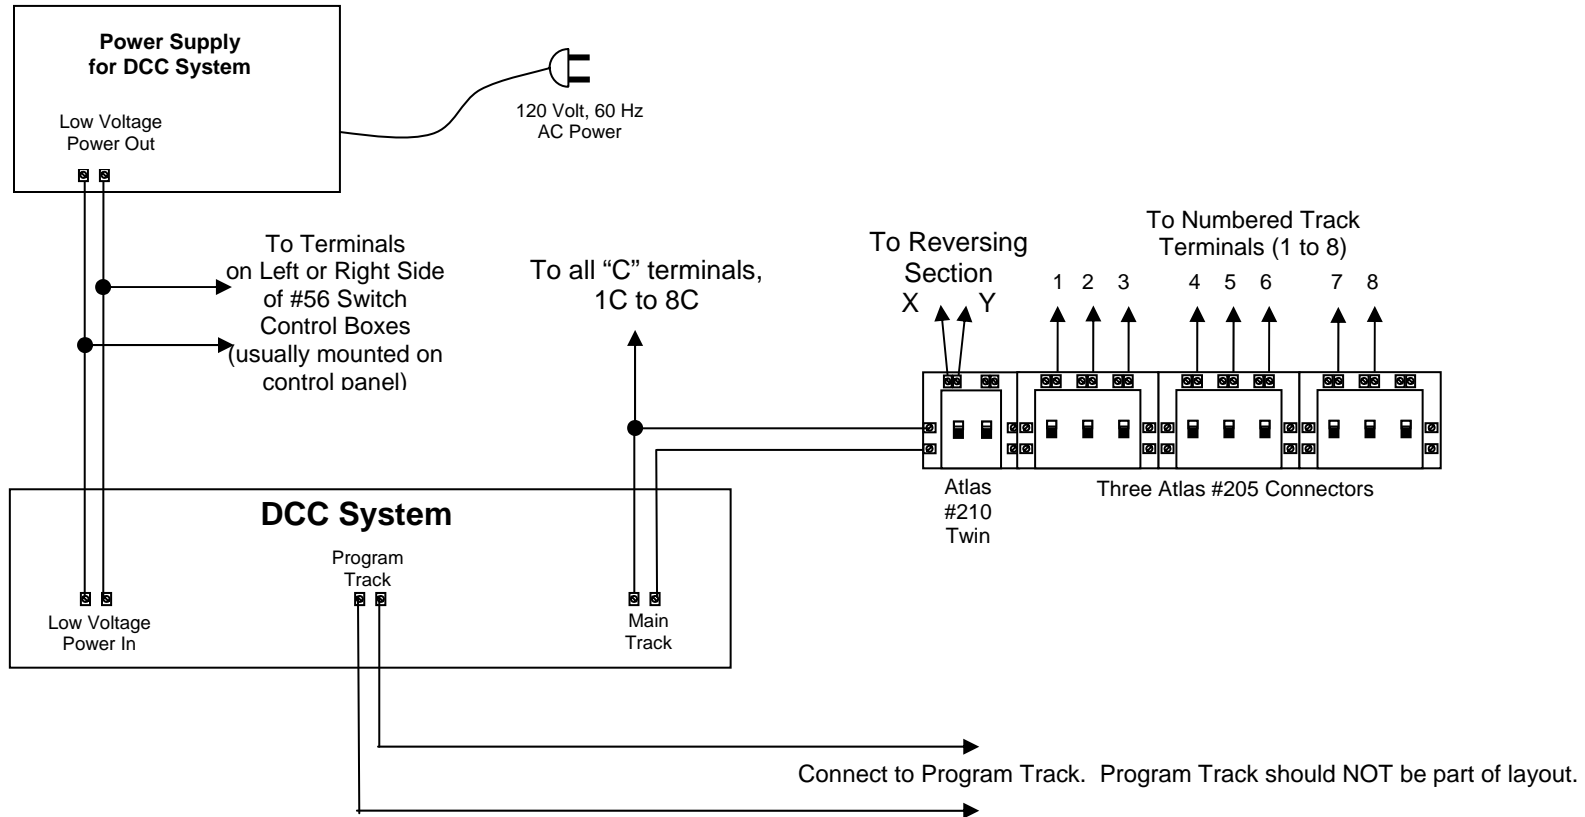 Power Supply
for DCC System
Low Voltage
Power Out
120 Volt, 60 Hz
AC Power
To Terminals
on Left or Right Side
of #56 Switch
Control Boxes
(usually mounted on
control panel)
To all “C” terminals,
1C to 8C
To Reversing
Section
X Y
To Numbered Track
Terminals (1 to 8)
1 2 3 4 5 6 7 8
Atlas
#210
Twin
Three Atlas #205 Connectors
DCC System
Program
Track
Low Voltage
Power In
Main
Track
Connect to Program Track. Program Track should NOT be part of layout.